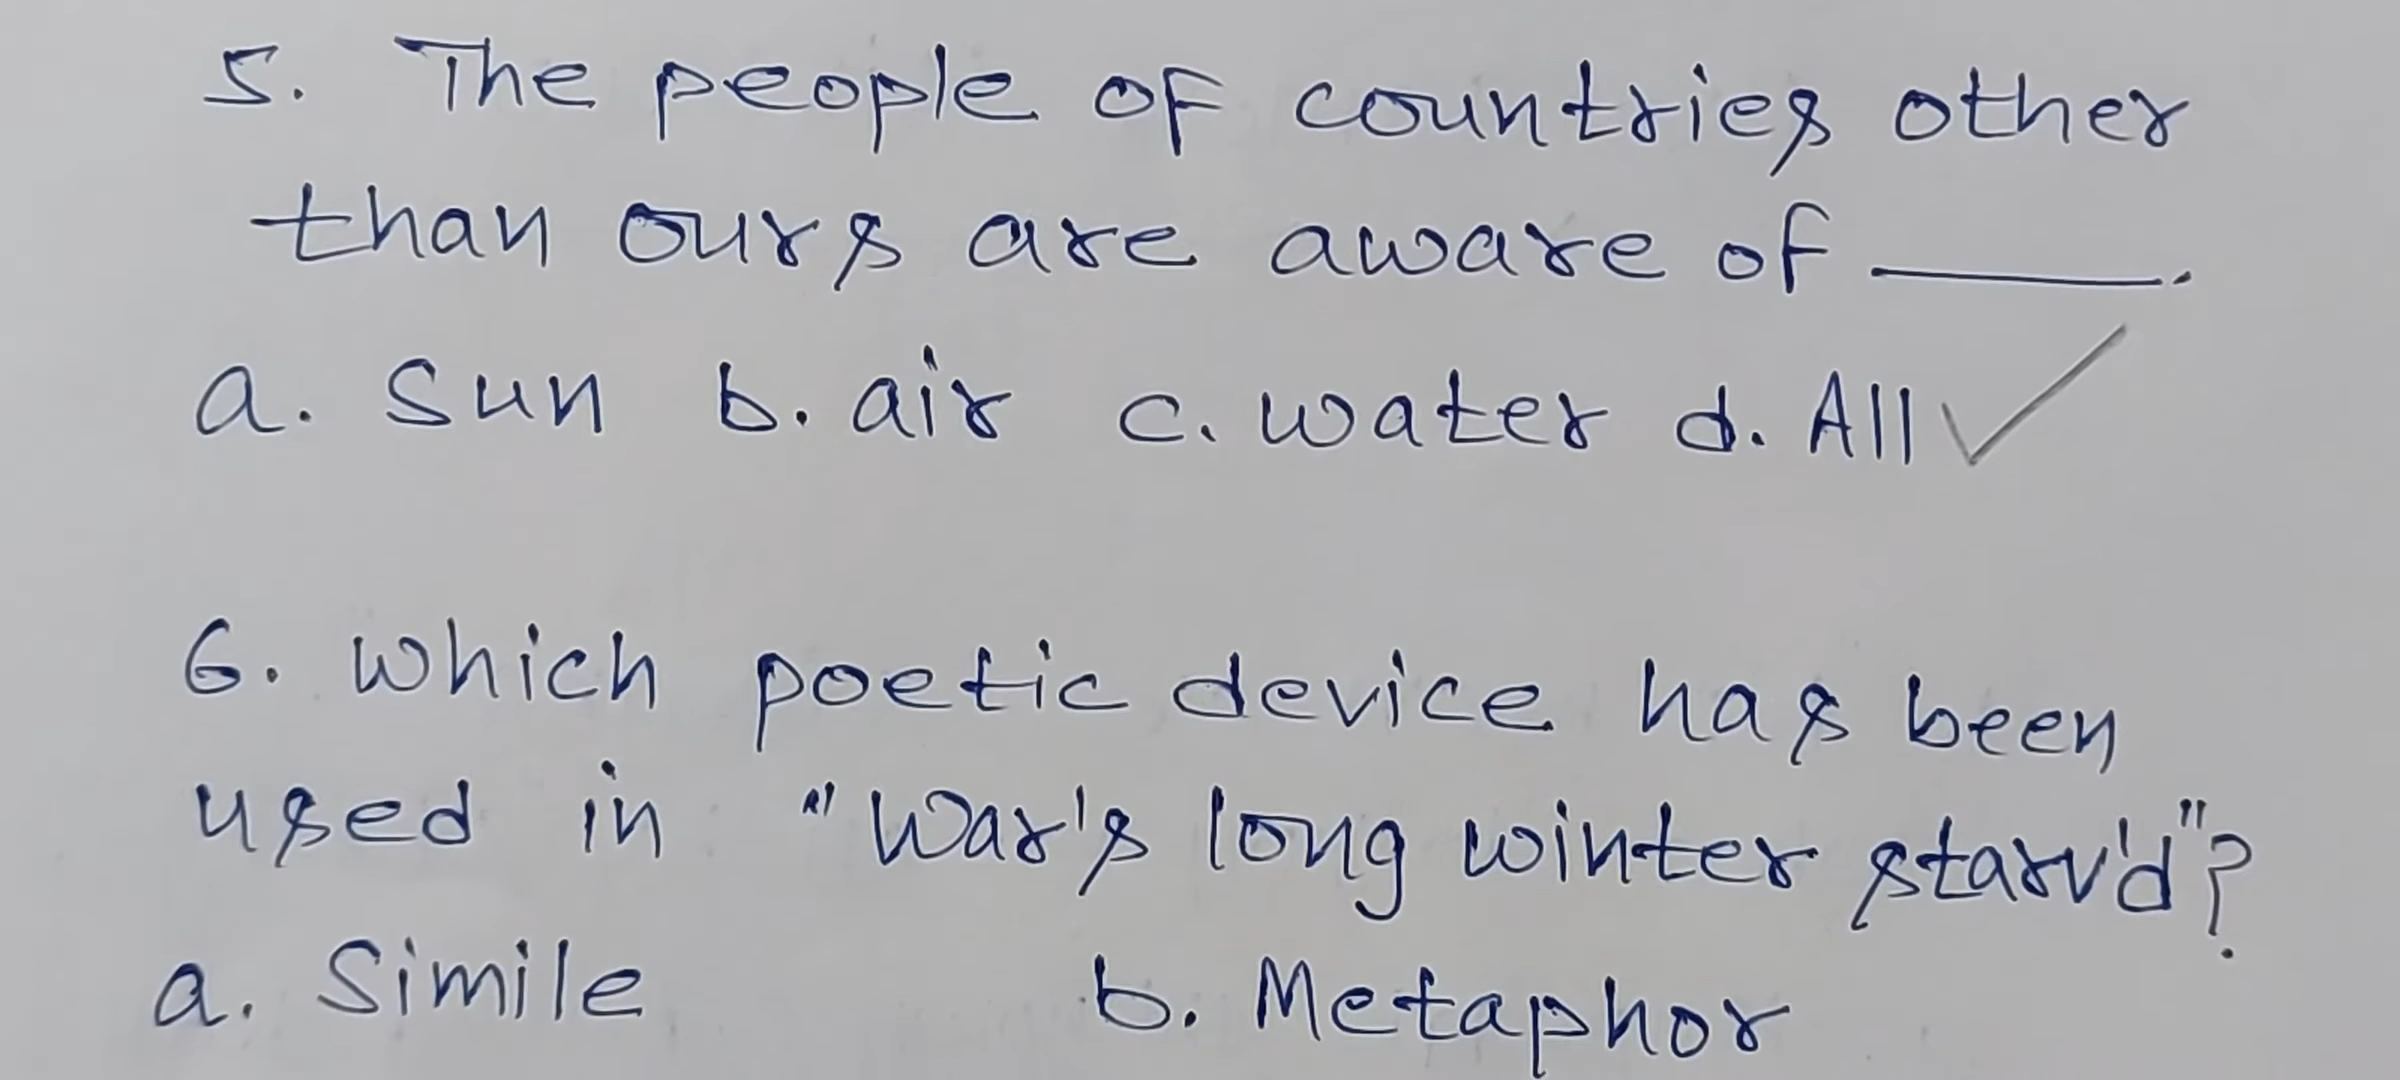 5. The people of countries other
than ours are aware of ______.
a. Sun b. air c. water d. All ✓
6. Which poetic device has been
used in "War's long winter starv'd"?
a. Simile b. Metaphor